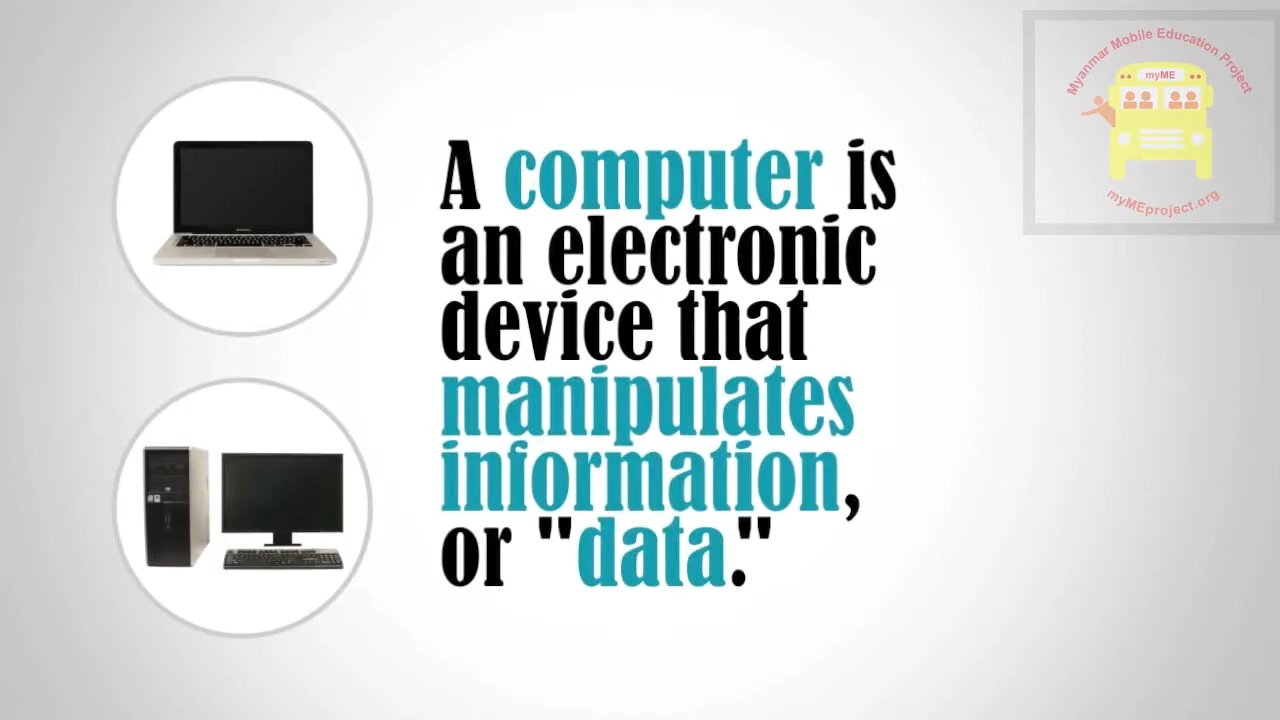 A computer is
an electronic
device that
manipulates
information,
or "data."
Myanmar Mobile Education Project
myME
myMEproject.org